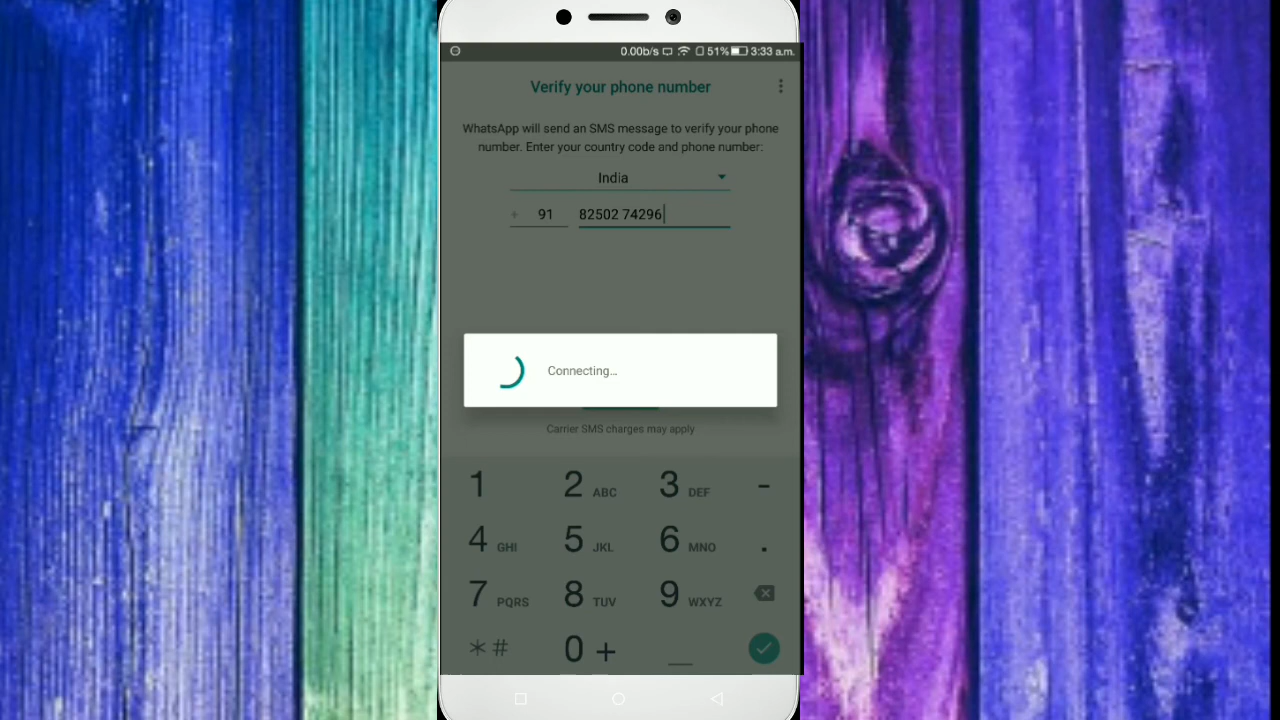 0.00b/s 51% 3:33 a.m.
Verify your phone number
WhatsApp will send an SMS message to verify your phone
number. Enter your country code and phone number:
India
+ 91 82502 74296
Connecting...
Carrier SMS charges may apply
1 2 ABC 3 DEF -
4 GHI 5 JKL 6 MNO .
7 PQRS 8 TUV 9 WXYZ
*# 0 + _